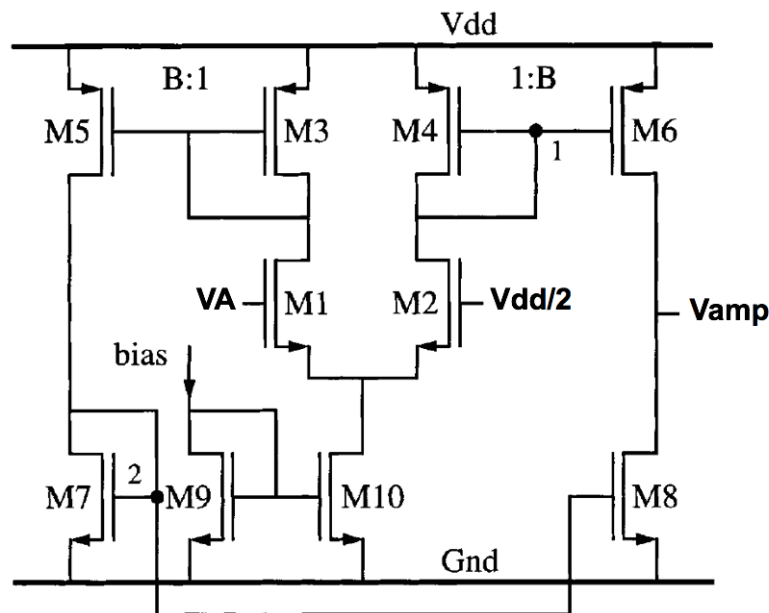 Vdd
B:1 1:B
M5 M3 M4 M6
1
VA M1 M2 Vdd/2 Vamp
bias
2
M7 M9 M10 M8
Gnd